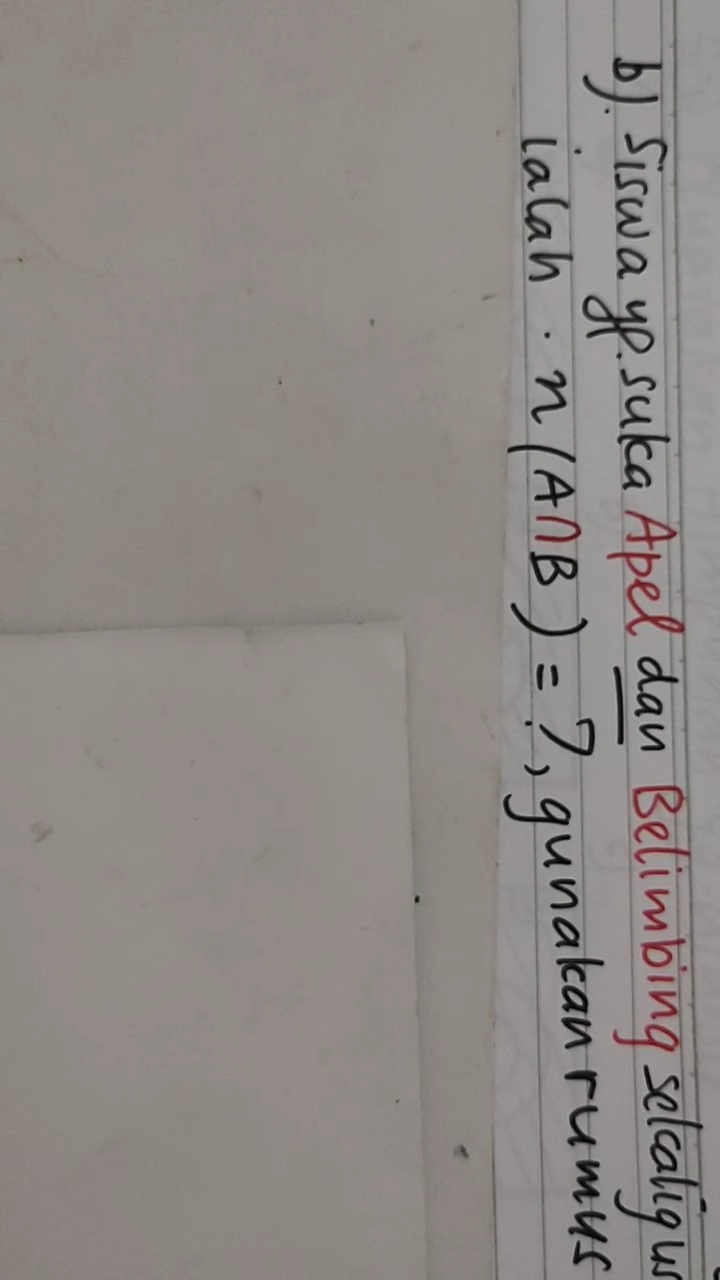 b). Siswa yg. suka Apel dan Belimbing sekaligus
ialah. n(A∩B) = ?, gunakan rumus